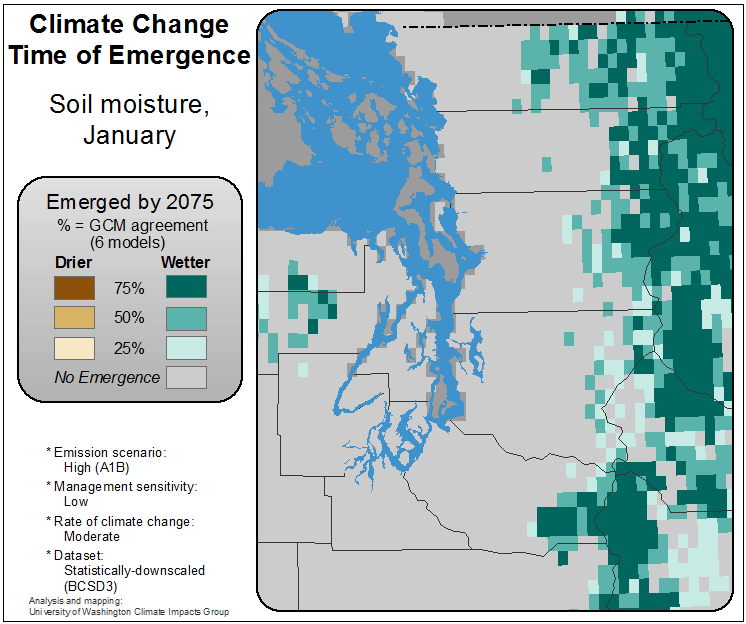 Climate Change
Time of Emergence
Soil moisture,
January
Emerged by 2075
% = GCM agreement
(6 models)
Drier Wetter
75%
50%
25%
No Emergence
* Emission scenario:
High (A1B)
* Management sensitivity:
Low
* Rate of climate change:
Moderate
* Dataset:
Statistically-downscaled
(BCSD3)
Analysis and mapping:
University of Washington Climate Impacts Group